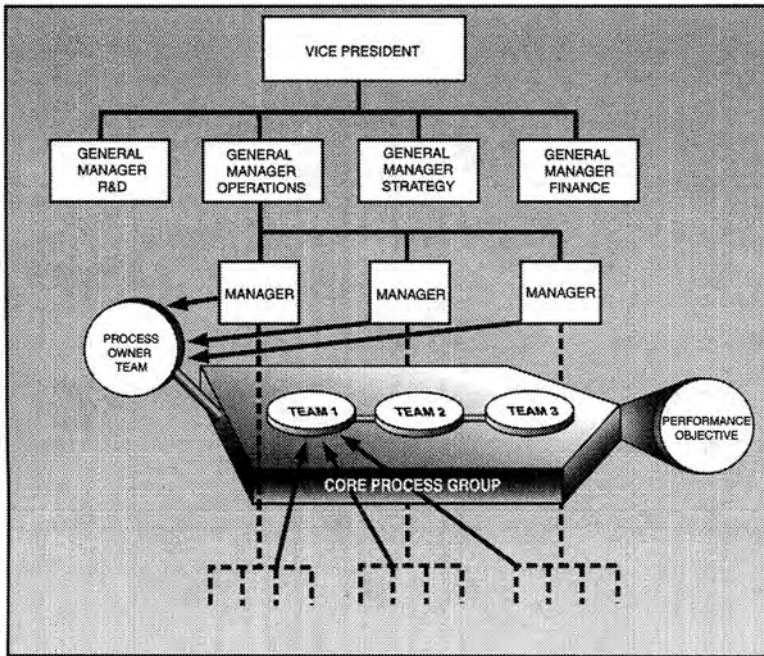 VICE PRESIDENT
GENERAL
MANAGER
R&D
GENERAL
MANAGER
OPERATIONS
GENERAL
MANAGER
STRATEGY
GENERAL
MANAGER
FINANCE
MANAGER
MANAGER
MANAGER
PROCESS
OWNER
TEAM
TEAM 1
TEAM 2
TEAM 3
PERFORMANCE
OBJECTIVE
CORE PROCESS GROUP